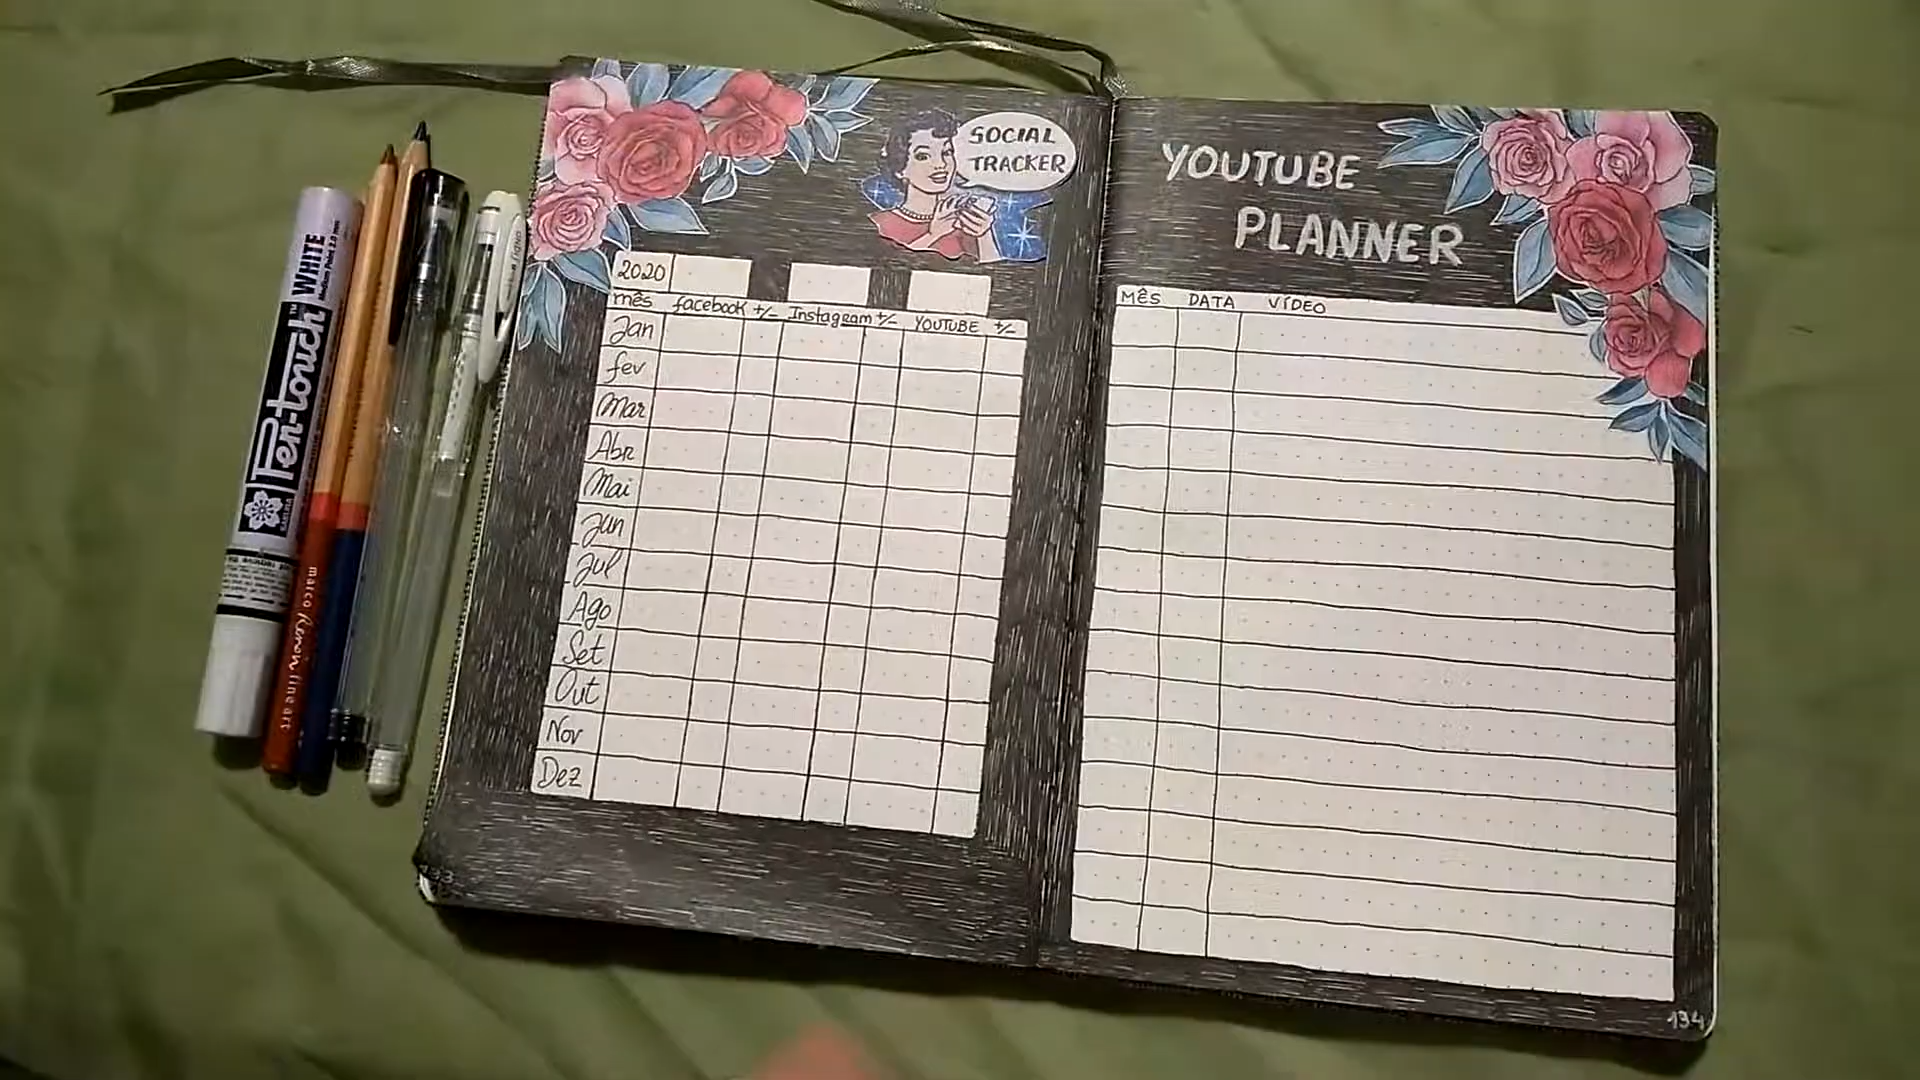 SOCIAL
TRACKER
2020
mês facebook +/- Instagram +/- YOUTUBE +/-
Jan
fev
Mar
Abr
Mai
Jun
Jul
Ago
Set
Out
Nov
Dez
YOUTUBE
PLANNER
MÊS DATA VÍDEO
134
Pen-touch WHITE
SAKURA
marco Renoir fine art